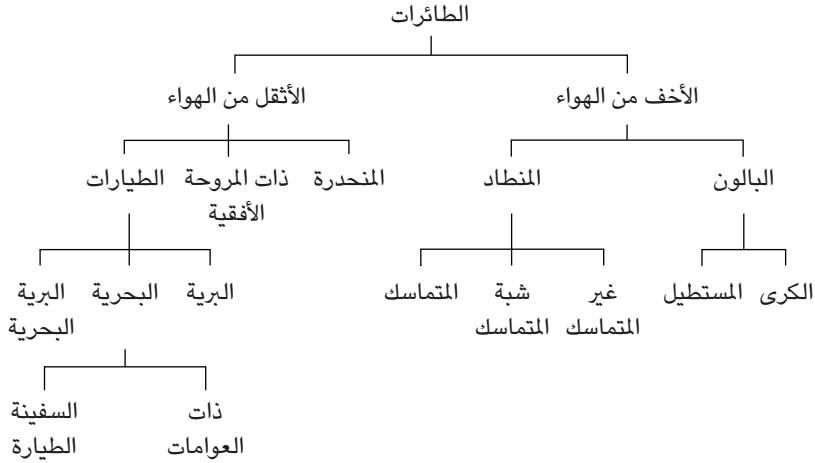 الطائرات
الأخف من الهواء
الأثقل من الهواء
البالون
المنطاد
المنحدرة
ذات المروحة
الأفقية
الطيارات
الكرى
المستطيل
غير
المتماسك
شبة
المتماسك
المتماسك
البرية
البحرية
البرية
البحرية
ذات
العوامات
السفينة
الطيارة